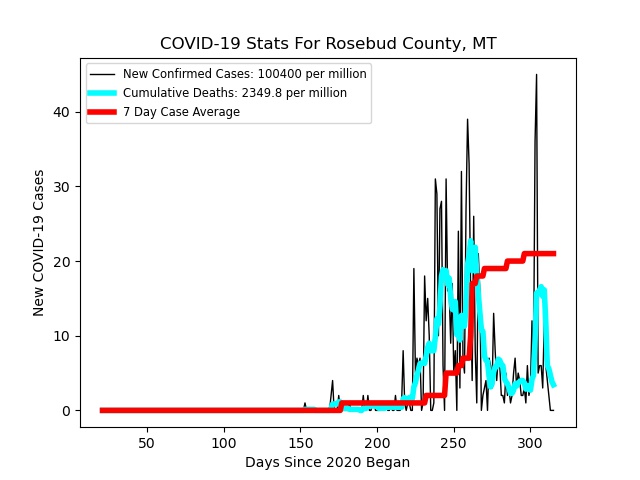 COVID-19 Stats For Rosebud County, MT
New Confirmed Cases: 100400 per million
Cumulative Deaths: 2349.8 per million
7 Day Case Average
New COVID-19 Cases
40
30
20
10
0
50 100 150 200 250 300
Days Since 2020 Began